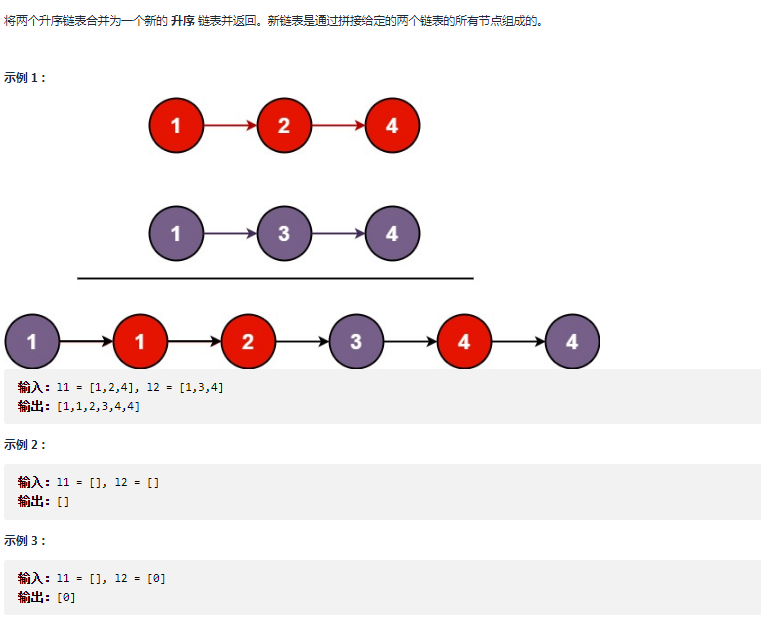 将两个升序链表合并为一个新的 升序 链表并返回。新链表是通过拼接给定的两个链表的所有节点组成的。
示例 1：
1 2 4
1 3 4
1 1 2 3 4 4
输入：l1 = [1,2,4], l2 = [1,3,4]
输出：[1,1,2,3,4,4]
示例 2：
输入：l1 = [], l2 = []
输出：[]
示例 3：
输入：l1 = [], l2 = [0]
输出：[0]